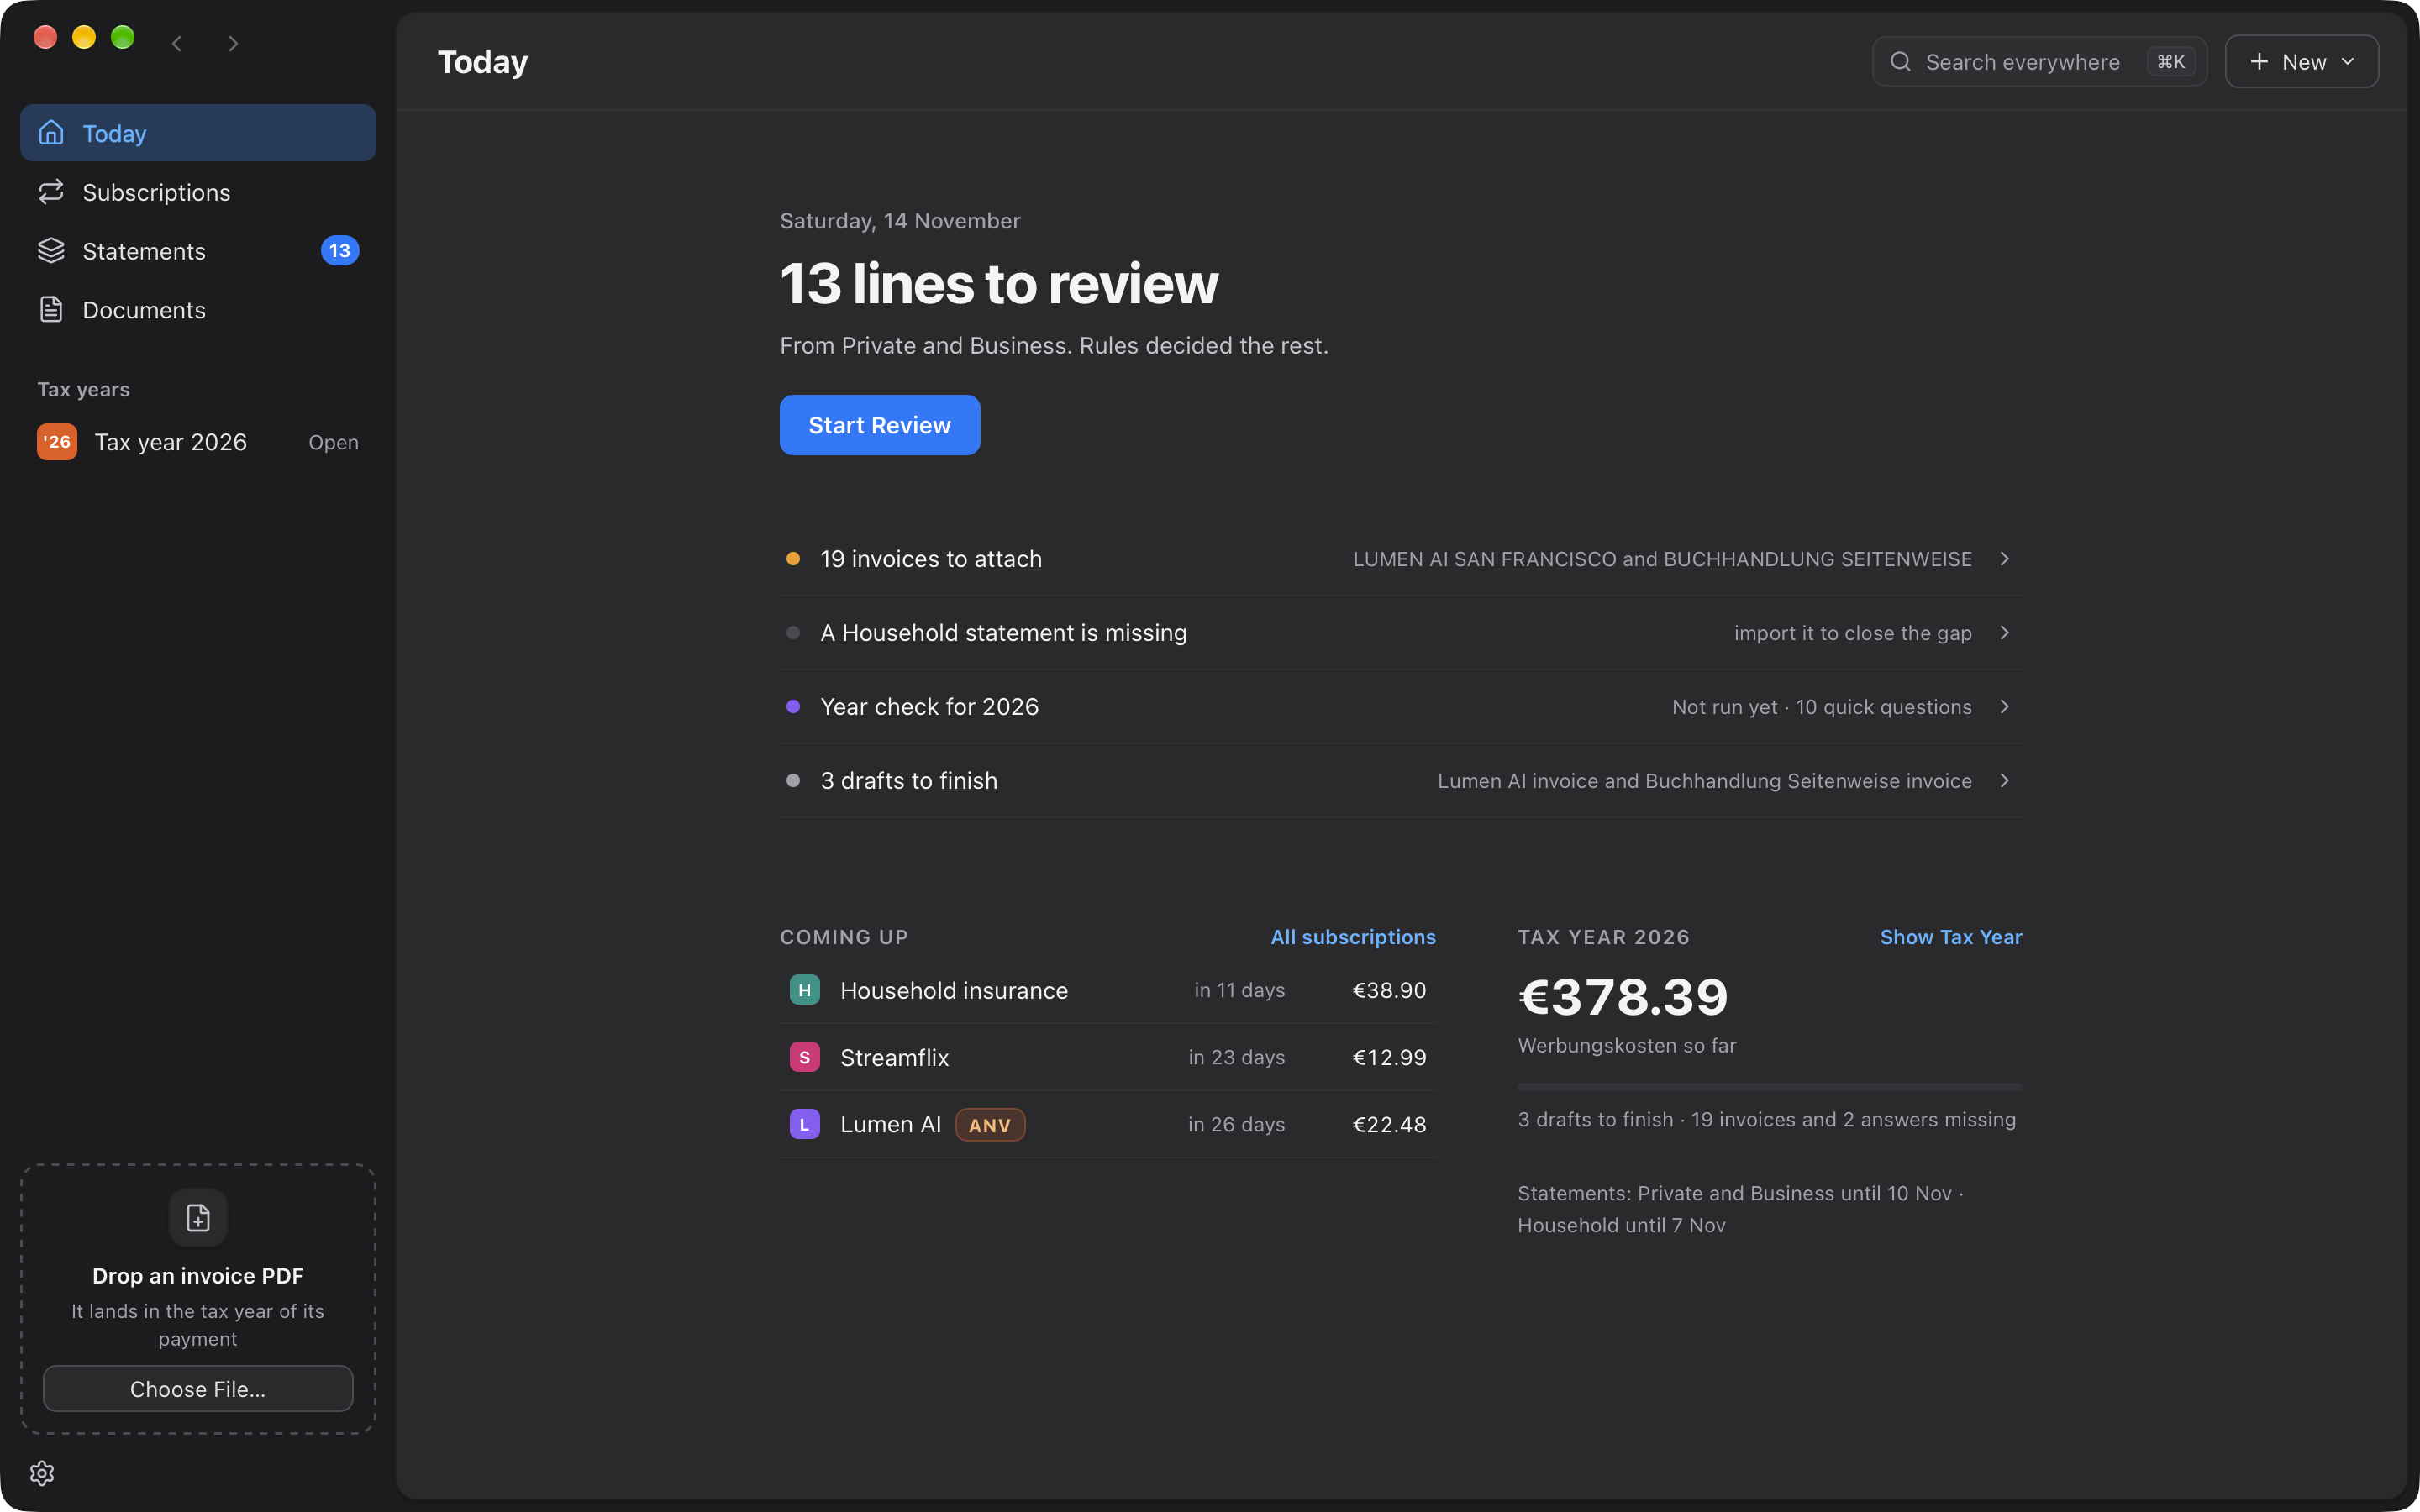 Today
Subscriptions
Statements 13
Documents
Tax years
'26 Tax year 2026 Open
Drop an invoice PDF
It lands in the tax year of its
payment
Choose File...
Today
Search everywhere ⌘K
New
Saturday, 14 November
13 lines to review
From Private and Business. Rules decided the rest.
Start Review
19 invoices to attach LUMEN AI SAN FRANCISCO and BUCHHANDLUNG SEITENWEISE
A Household statement is missing import it to close the gap
Year check for 2026 Not run yet · 10 quick questions
3 drafts to finish Lumen AI invoice and Buchhandlung Seitenweise invoice
COMING UP All subscriptions
H Household insurance in 11 days €38.90
S Streamflix in 23 days €12.99
L Lumen AI ANV in 26 days €22.48
TAX YEAR 2026 Show Tax Year
€378.39
Werbungskosten so far
3 drafts to finish · 19 invoices and 2 answers missing
Statements: Private and Business until 10 Nov ·
Household until 7 Nov